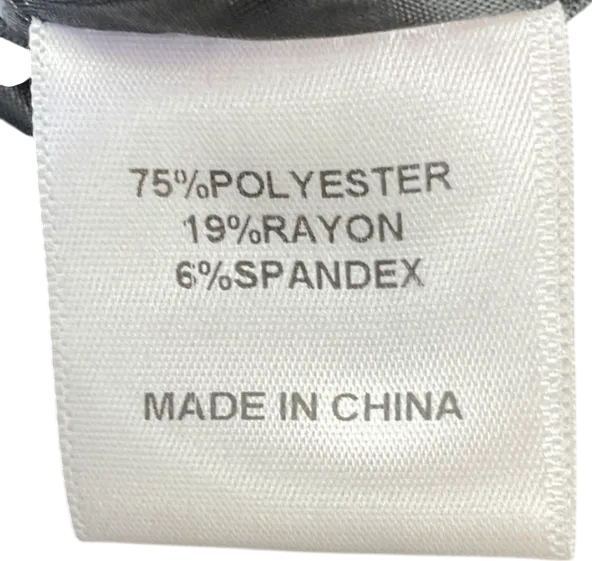 75%POLYESTER
19%RAYON
6%SPANDEX
MADE IN CHINA